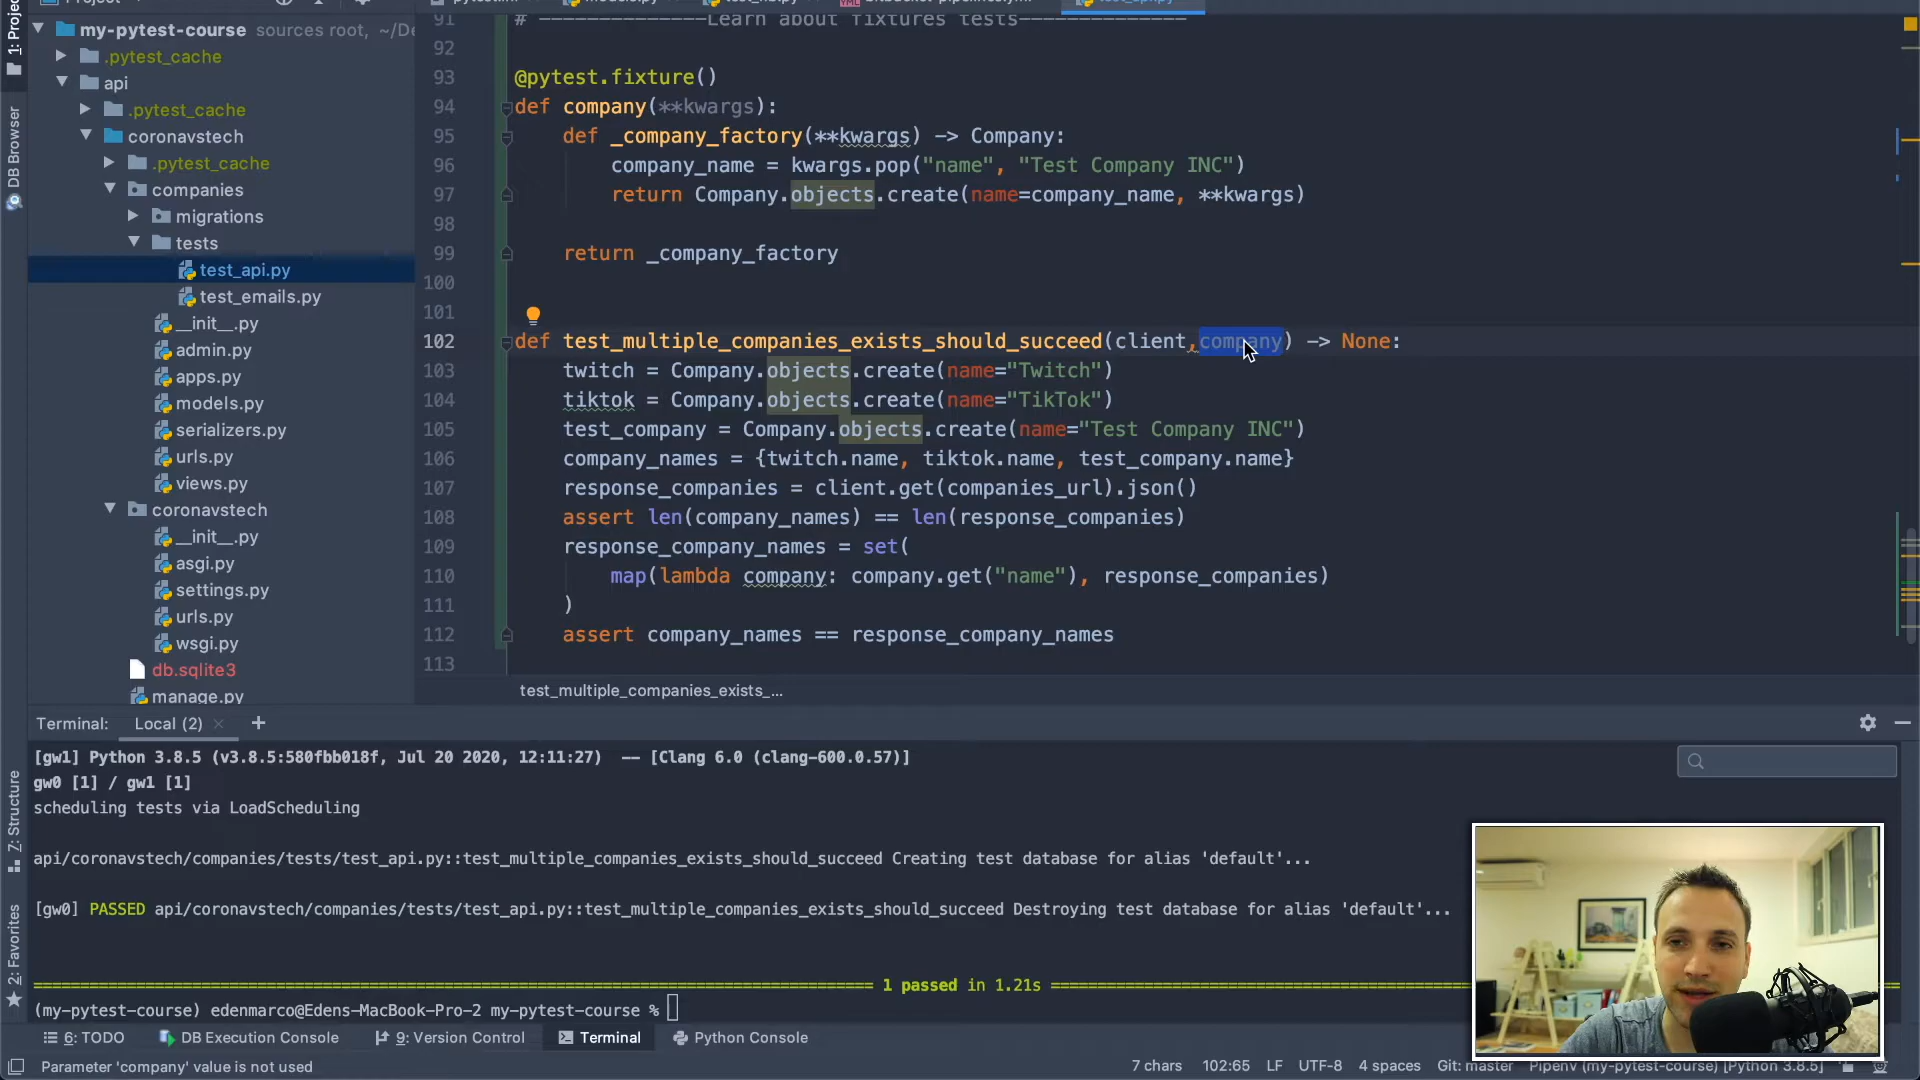 1: Project
my-pytest-course sources root, ~/De
.pytest_cache
api
.pytest_cache
coronavstech
.pytest_cache
companies
migrations
tests
test_api.py
test_emails.py
__init__.py
admin.py
apps.py
models.py
serializers.py
urls.py
views.py
coronavstech
__init__.py
asgi.py
settings.py
urls.py
wsgi.py
db.sqlite3
manage.py
DB Browser
Z: Structure
2: Favorites
91 # ——————————————Learn about fixtures tests——————————————
92
93 @pytest.fixture()
94 def company(**kwargs):
95 def _company_factory(**kwargs) -> Company:
96 company_name = kwargs.pop("name", "Test Company INC")
97 return Company.objects.create(name=company_name, **kwargs)
98
99 return _company_factory
100
101
102 def test_multiple_companies_exists_should_succeed(client,company) -> None:
103 twitch = Company.objects.create(name="Twitch")
104 tiktok = Company.objects.create(name="TikTok")
105 test_company = Company.objects.create(name="Test Company INC")
106 company_names = {twitch.name, tiktok.name, test_company.name}
107 response_companies = client.get(companies_url).json()
108 assert len(company_names) == len(response_companies)
109 response_company_names = set(
110 map(lambda company: company.get("name"), response_companies)
111 )
112 assert company_names == response_company_names
113
test_multiple_companies_exists_...
Terminal: Local (2) × +
[gw1] Python 3.8.5 (v3.8.5:580fbb018f, Jul 20 2020, 12:11:27) -- [Clang 6.0 (clang-600.0.57)]
gw0 [1] / gw1 [1]
scheduling tests via LoadScheduling
api/coronavstech/companies/tests/test_api.py::test_multiple_companies_exists_should_succeed Creating test database for alias 'default'...
[gw0] PASSED api/coronavstech/companies/tests/test_api.py::test_multiple_companies_exists_should_succeed Destroying test database for alias 'default'...
1 passed in 1.21s
(my-pytest-course) edenmarco@Edens-MacBook-Pro-2 my-pytest-course %
6: TODO DB Execution Console 9: Version Control Terminal Python Console
Parameter 'company' value is not used 7 chars 102:65 LF UTF-8 4 spaces Git: master Pipenv (my-pytest-course) [Python 3.8.5]